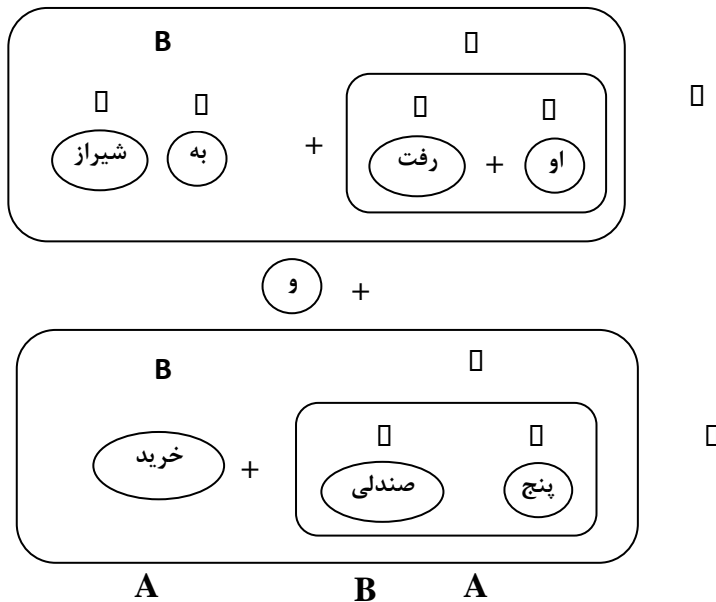 B
شیراز به + رفت + او
و +
B
خرید + صندلی پنج
A B A